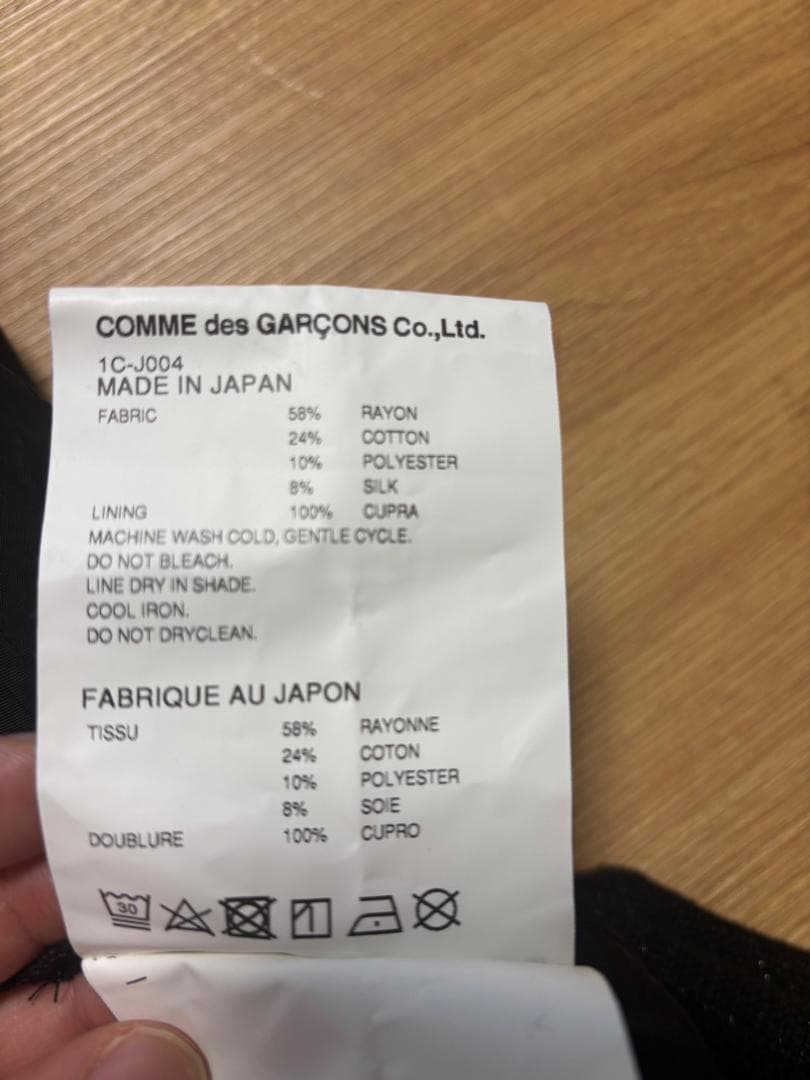 COMME des GARÇONS Co.,Ltd.
1C-J004
MADE IN JAPAN
FABRIC 58% RAYON
24% COTTON
10% POLYESTER
8% SILK
LINING 100% CUPRA
MACHINE WASH COLD, GENTLE CYCLE.
DO NOT BLEACH.
LINE DRY IN SHADE.
COOL IRON.
DO NOT DRYCLEAN.
FABRIQUE AU JAPON
TISSU 58% RAYONNE
24% COTON
10% POLYESTER
8% SOIE
DOUBLURE 100% CUPRO
30